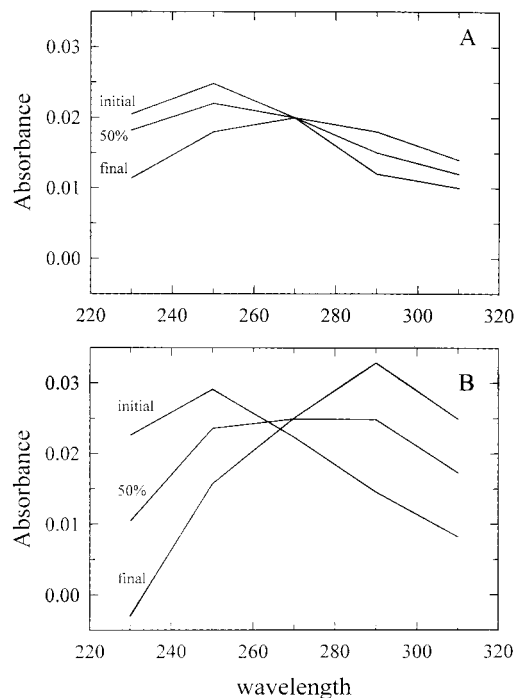 A
0.03
initial
0.02
50%
Absorbance
final
0.01
0.00
220 240 260 280 300 320
B
0.03
initial
0.02
50%
Absorbance
0.01
final
0.00
220 240 260 280 300 320
wavelength